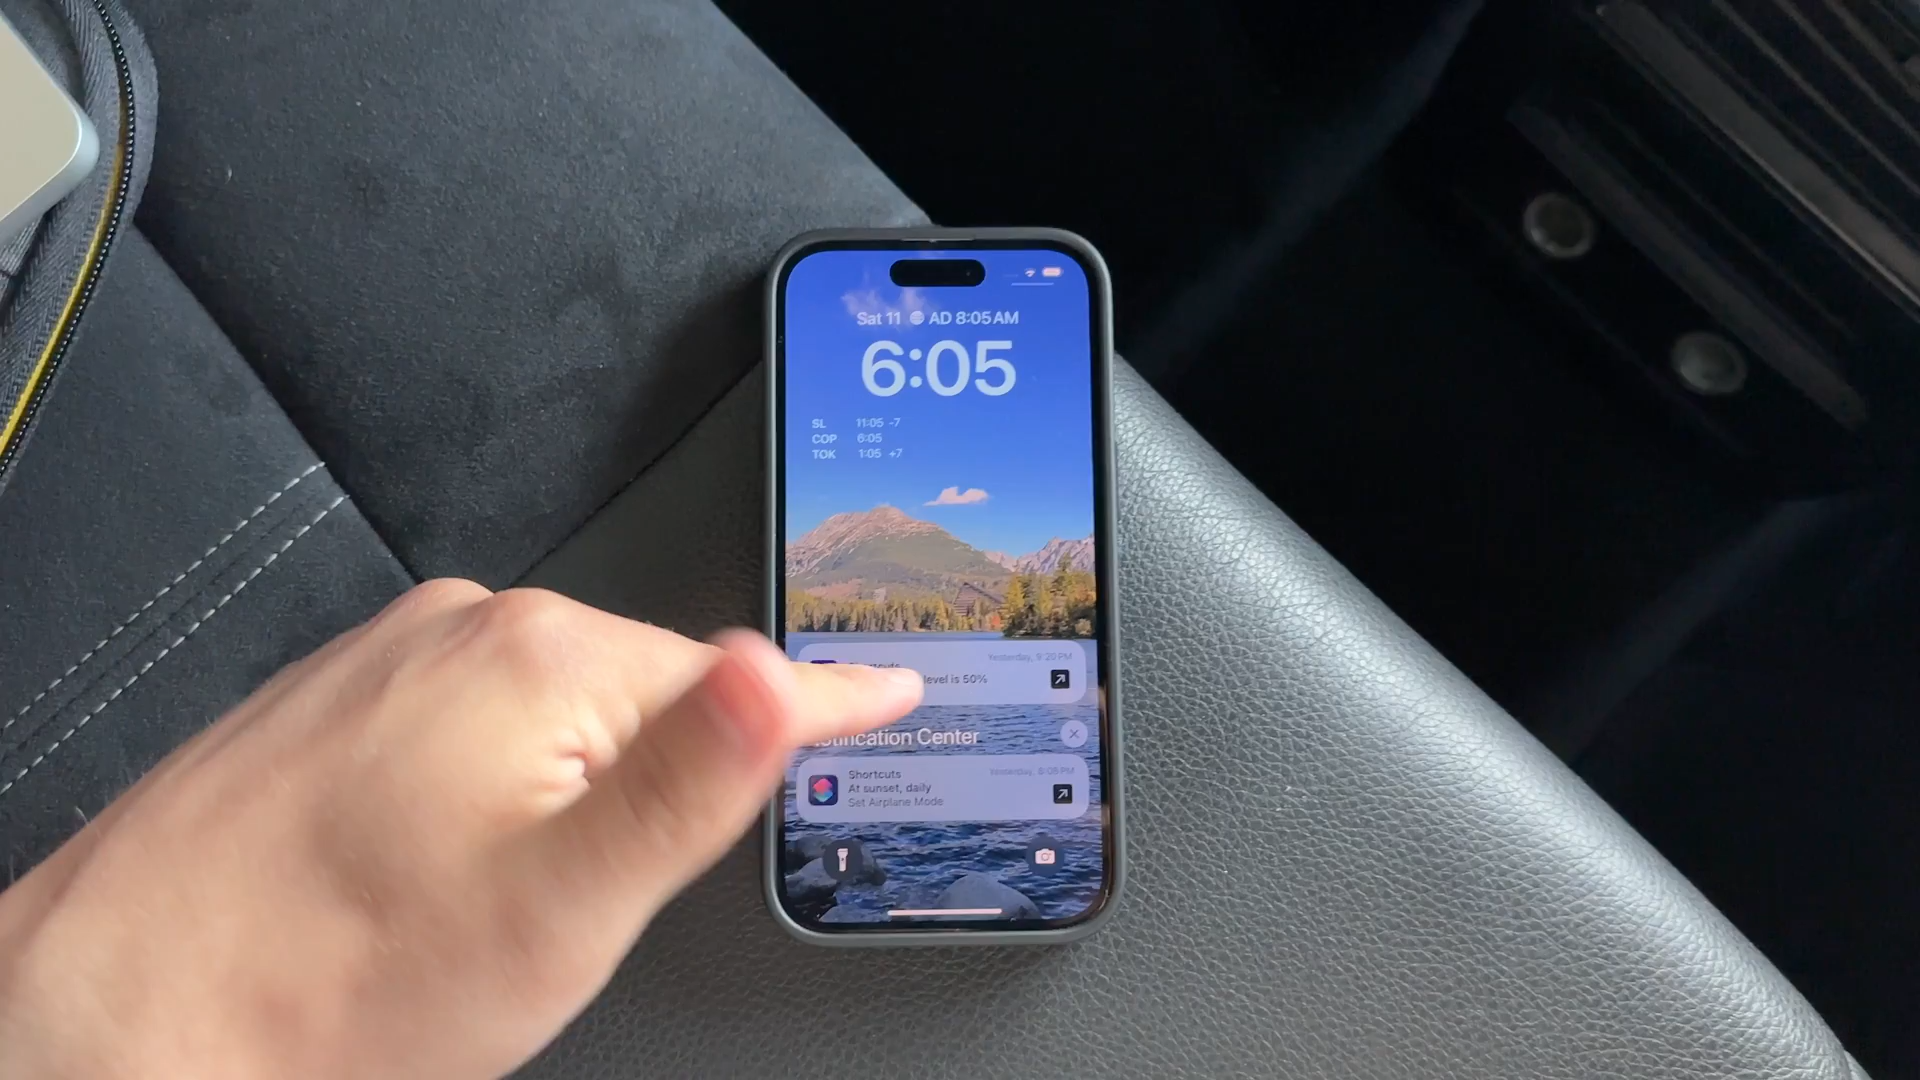 Sat 11 AD 8:05 AM
6:05
SL 11:05 -7
COP 6:05
TOK 1:05 +7
Yesterday, 9:20 PM
level is 50%
Center
Shortcuts
Yesterday, 8:05 PM
At sunset, daily
Set Airplane Mode